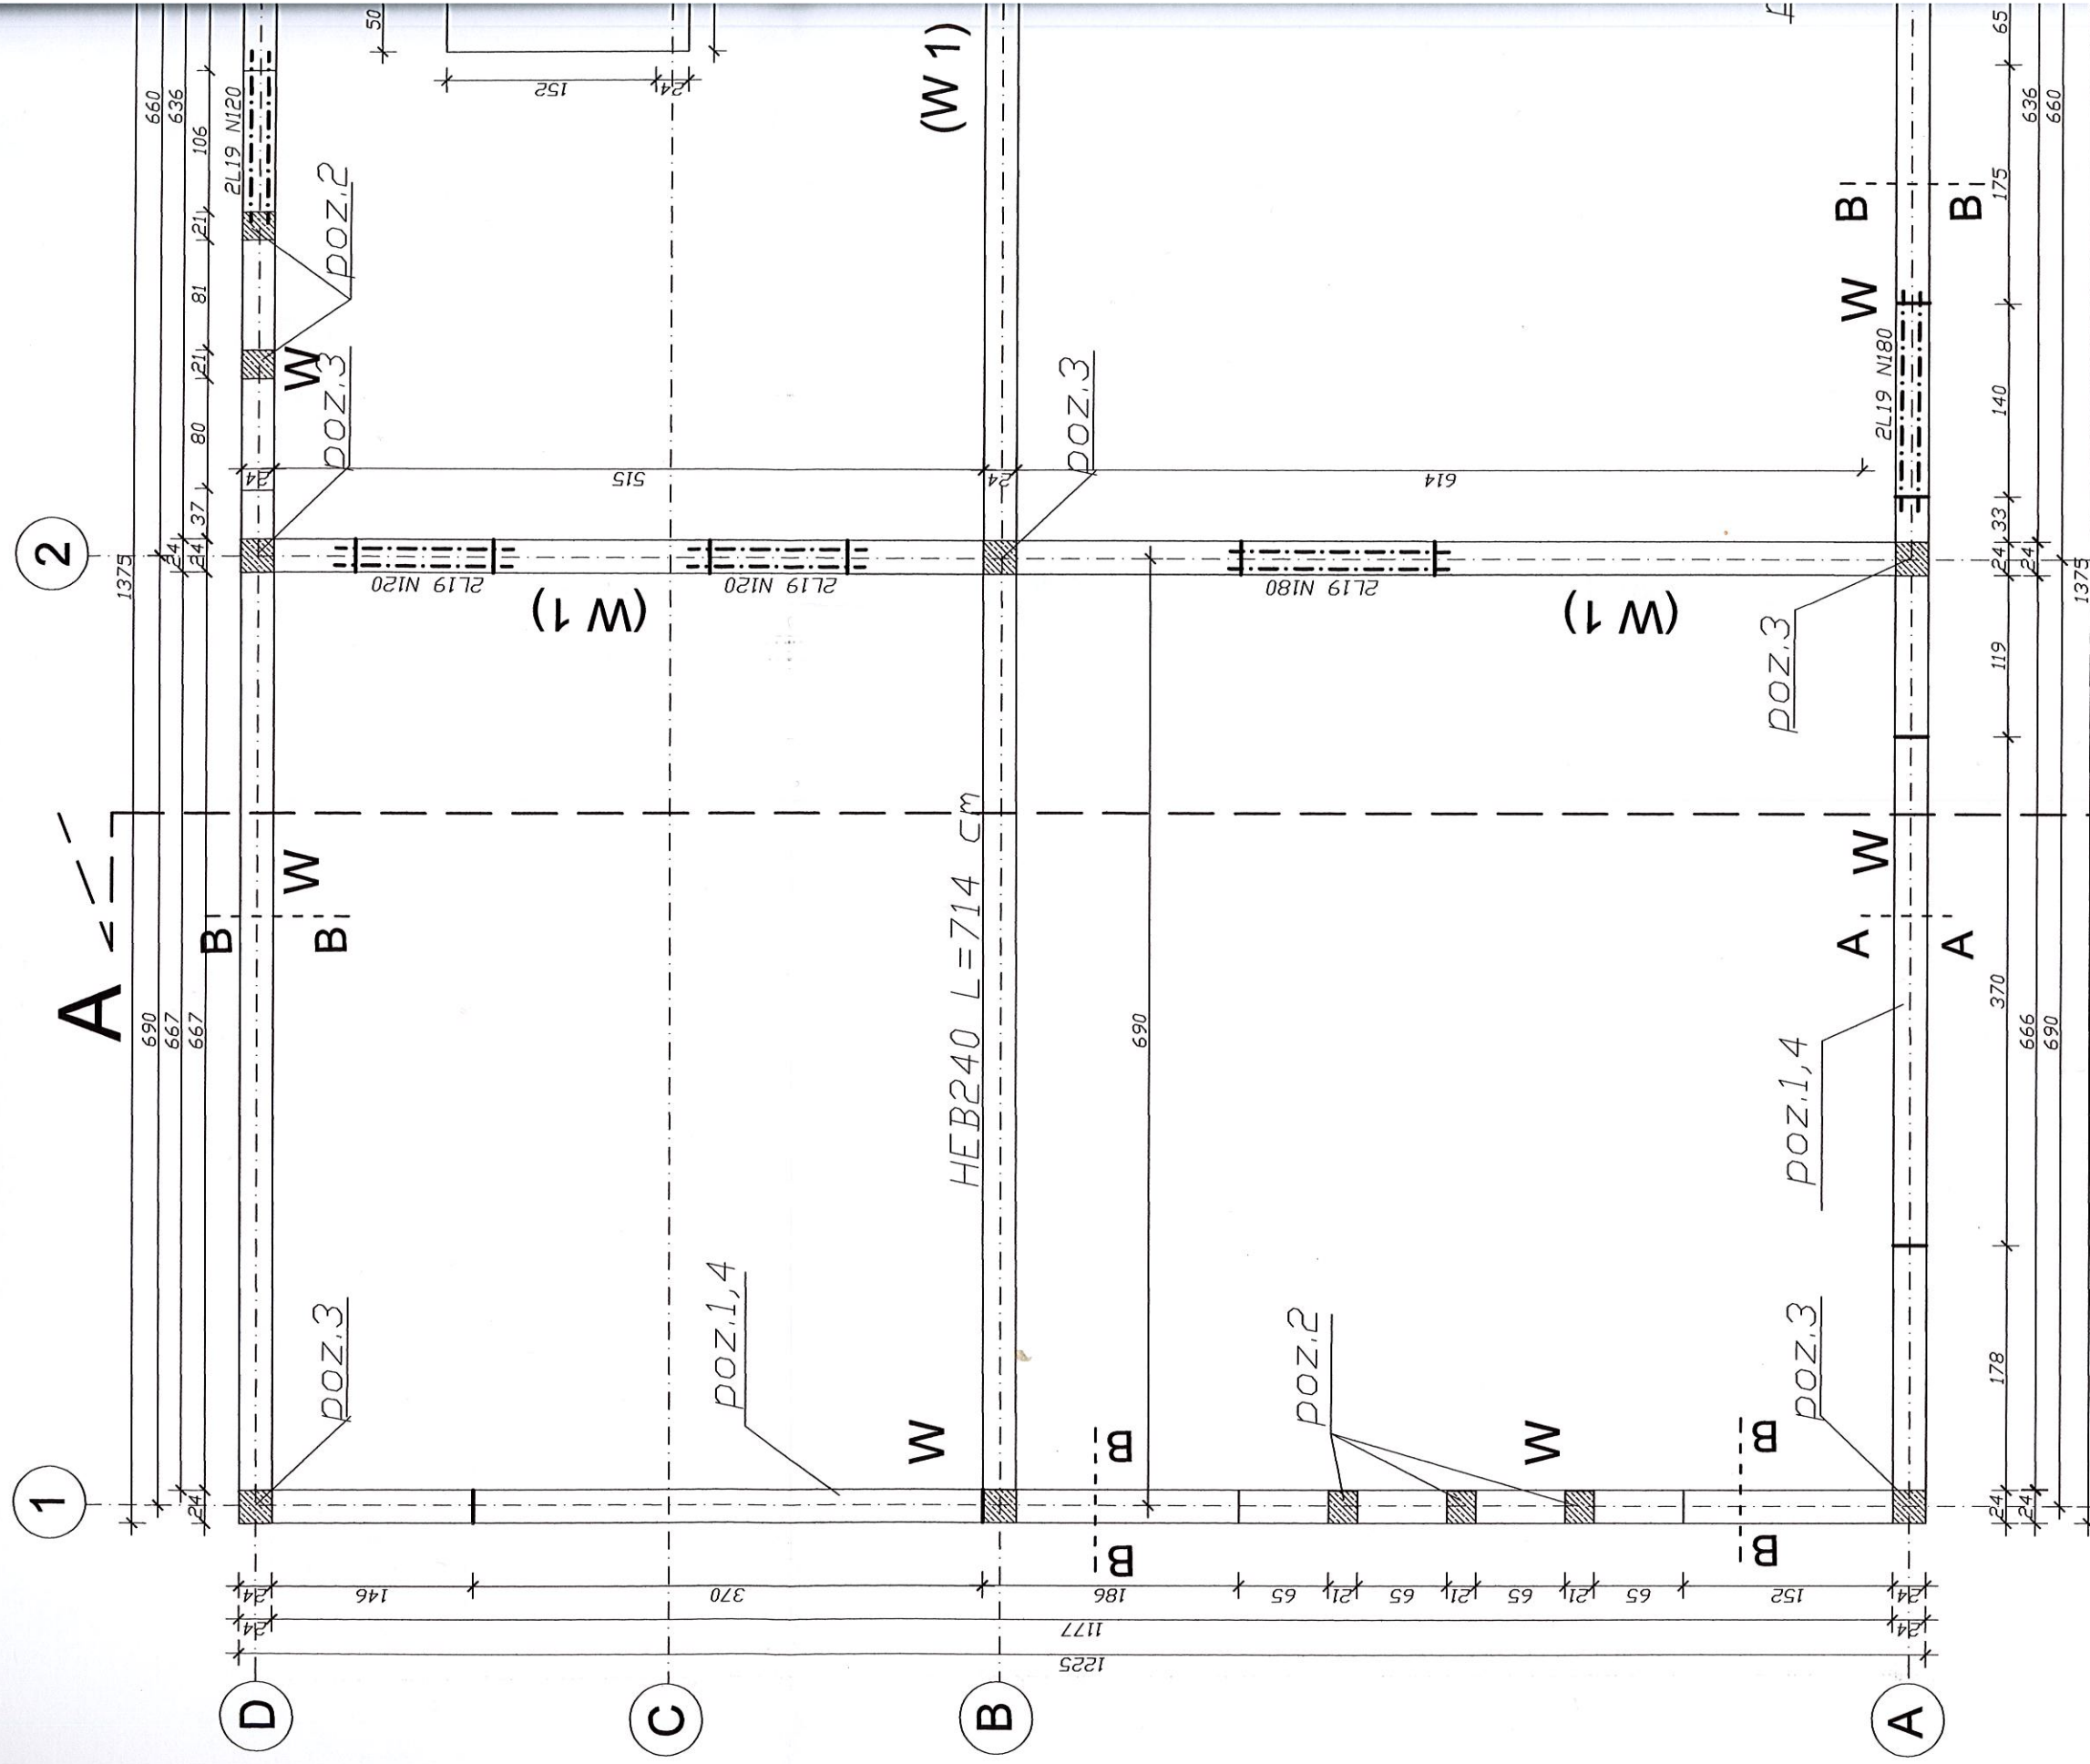 50
660
636
106
2L19 N120
152
24
(W 1)
65
636
660
poz.2
21
81
21
80
37
24
24
24
W
poz.3
24
515
24
poz.3
614
B
B
W
2L19 N180
175
140
33
24
24
2
1375
1375
2L19 N120
2L19 N120
2L19 N180
(W 1)
(W 1)
poz.3
119
A
B
B
W
690
667
667
HEB240 L=714 cm
690
W
A
A
370
666
690
poz.1,4
poz.3
poz.1,4
poz.2
poz.3
178
W
W
B
B
B
B
1
24
24
24
24
146
370
186
65
21
65
21
65
21
65
152
24
24
1177
24
1225
D
C
B
A